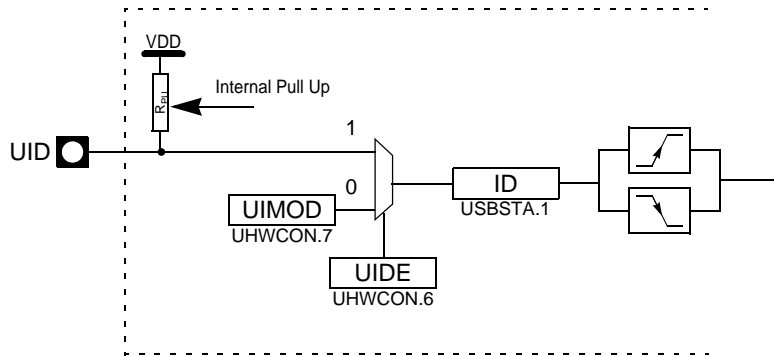 VDD
RPU
Internal Pull Up
1
UID
0
ID
UIMOD
USBSTA.1
UHWCON.7
UIDE
UHWCON.6